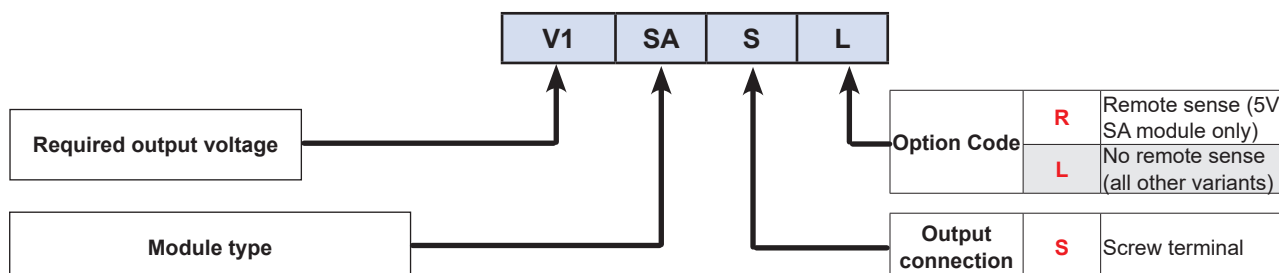 V1 SA S L
Required output voltage
Option Code
R
Remote sense (5V
SA module only)
L
No remote sense
(all other variants)
Module type
Output
connection
S
Screw terminal